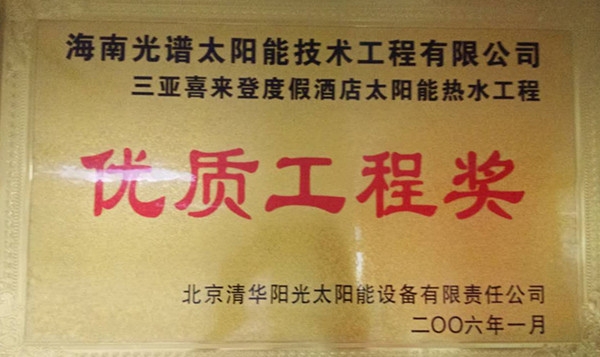 海南光谱太阳能技术工程有限公司
三亚喜来登度假酒店太阳能热水工程
优质工程奖
北京清华阳光太阳能设备有限责任公司
二〇〇六年一月